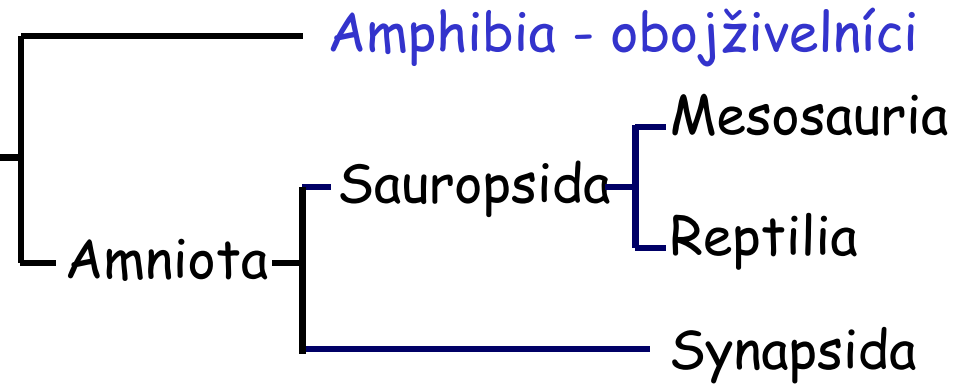 Amphibia - obojživelníci
Mesosauria
Sauropsida
Reptilia
Amniota
Synapsida